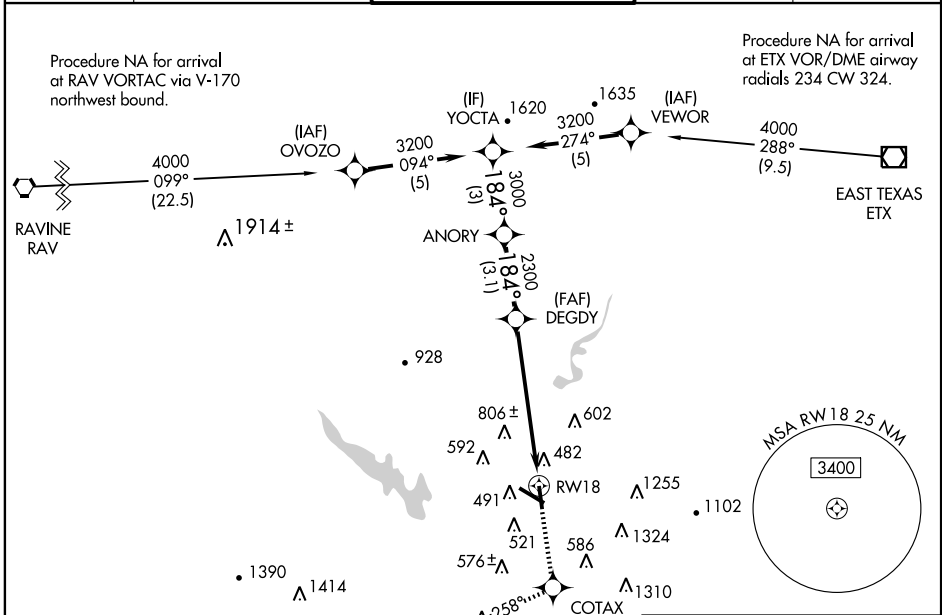 Procedure NA for arrival
at RAV VORTAC via V-170
northwest bound.
Procedure NA for arrival
at ETX VOR/DME airway
radials 234 CW 324.
(IF)
YOCTA
1620
1635
(IAF)
VEWOR
3200
274°
(5)
4000
288°
(9.5)
EAST TEXAS
ETX
(IAF)
OVOZO
3200
094°
(5)
4000
099°
(22.5)
RAVINE
RAV
1914 ±
3000
184°
(3)
ANORY
2300
184°
(3.1)
(FAF)
DEGDY
928
806 ±
602
592
482
491
RW18
1255
1102
521
1324
576 ±
586
1390
1414
1310
258°
COTAX
MSA RW18 25 NM
3400